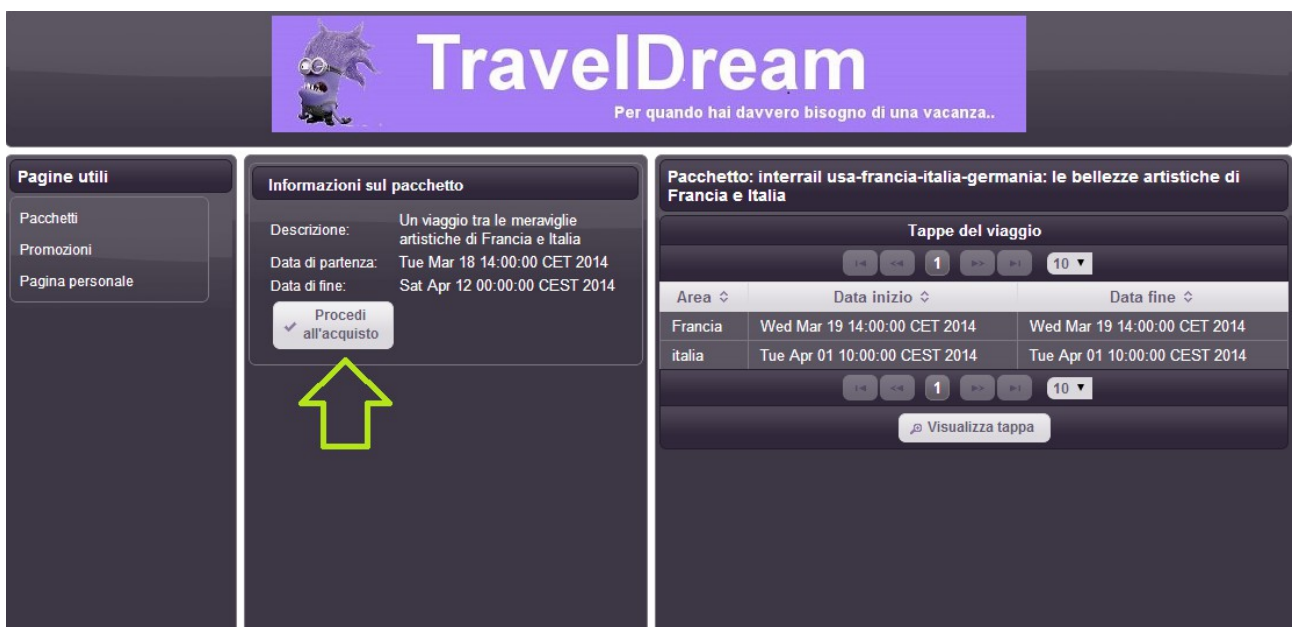 TravelDream
Per quando hai davvero bisogno di una vacanza..
Pagine utili
Pacchetti
Promozioni
Pagina personale
Informazioni sul pacchetto
Descrizione:
Un viaggio tra le meraviglie
artistiche di Francia e Italia
Data di partenza: Tue Mar 18 14:00:00 CET 2014
Data di fine: Sat Apr 12 00:00:00 CEST 2014
Procedi
all'acquisto
Pacchetto: interrail usa-francia-italia-germania: le bellezze artistiche di
Francia e Italia
Tappe del viaggio
1 10
Area Data inizio Data fine
Francia Wed Mar 19 14:00:00 CET 2014 Wed Mar 19 14:00:00 CET 2014
italia Tue Apr 01 10:00:00 CEST 2014 Tue Apr 01 10:00:00 CEST 2014
1 10
Visualizza tappa